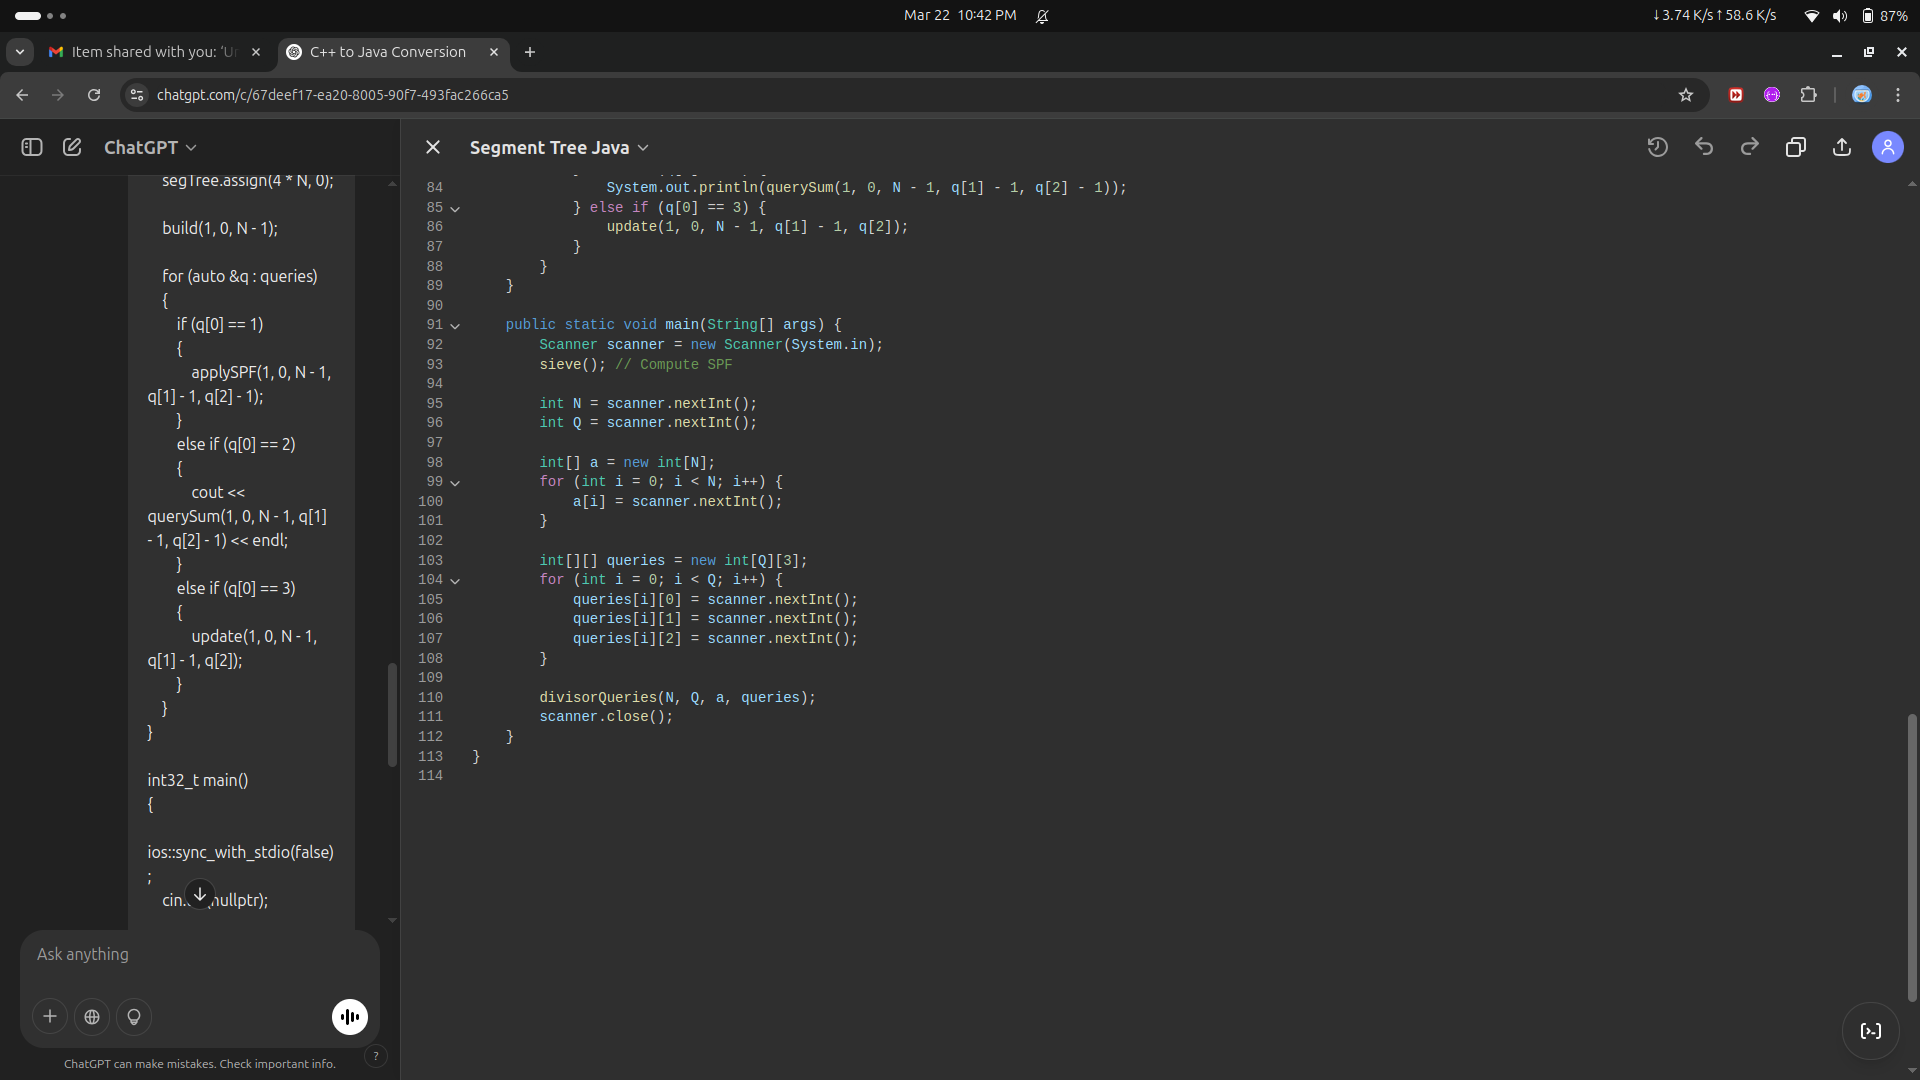 Mar 22 10:42 PM
↓3.74 K/s↑58.6 K/s
87%
Item shared with you: ‘Ur
C++ to Java Conversion
chatgpt.com/c/67deef17-ea20-8005-90f7-493fac266ca5
ChatGPT
segTree.assign(4 * N, 0);
build(1, 0, N - 1);
for (auto &q : queries)
{
if (q[0] == 1)
{
applySPF(1, 0, N - 1,
q[1] - 1, q[2] - 1);
}
else if (q[0] == 2)
{
cout <<
querySum(1, 0, N - 1, q[1]
- 1, q[2] - 1) << endl;
}
else if (q[0] == 3)
{
update(1, 0, N - 1,
q[1] - 1, q[2]);
}
}
}
int32_t main()
{
ios::sync_with_stdio(false)
;
cin. (nullptr);
Ask anything
ChatGPT can make mistakes. Check important info.
?
Segment Tree Java
84 System.out.println(querySum(1, 0, N - 1, q[1] - 1, q[2] - 1));
85 } else if (q[0] == 3) {
86 update(1, 0, N - 1, q[1] - 1, q[2]);
87 }
88 }
89 }
90
91 public static void main(String[] args) {
92 Scanner scanner = new Scanner(System.in);
93 sieve(); // Compute SPF
94
95 int N = scanner.nextInt();
96 int Q = scanner.nextInt();
97
98 int[] a = new int[N];
99 for (int i = 0; i < N; i++) {
100 a[i] = scanner.nextInt();
101 }
102
103 int[][] queries = new int[Q][3];
104 for (int i = 0; i < Q; i++) {
105 queries[i][0] = scanner.nextInt();
106 queries[i][1] = scanner.nextInt();
107 queries[i][2] = scanner.nextInt();
108 }
109
110 divisorQueries(N, Q, a, queries);
111 scanner.close();
112 }
113 }
114